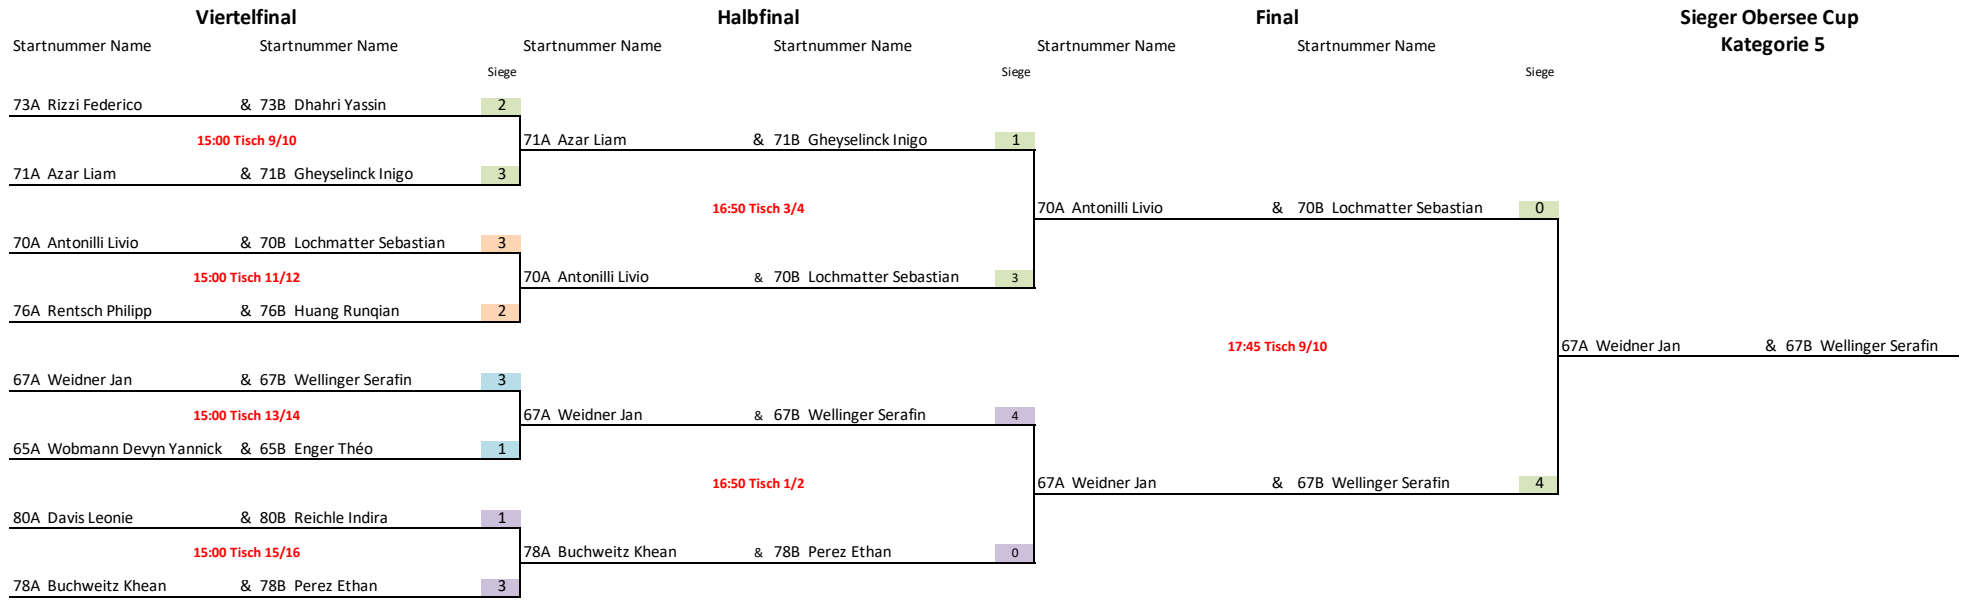 Viertelfinal Halbfinal Final Sieger Obersee Cup
Startnummer Name Startnummer Name Startnummer Name Startnummer Name Startnummer Name Startnummer Name Kategorie 5
Siege Siege Siege
73A Rizzi Federico & 73B Dhahri Yassin 2
15:00 Tisch 9/10 71A Azar Liam & 71B Gheyselinck Inigo 1
71A Azar Liam & 71B Gheyselinck Inigo 3
16:50 Tisch 3/4 70A Antonilli Livio & 70B Lochmatter Sebastian 0
70A Antonilli Livio & 70B Lochmatter Sebastian 3
15:00 Tisch 11/12 70A Antonilli Livio & 70B Lochmatter Sebastian 3
76A Rentsch Philipp & 76B Huang Runqian 2
17:45 Tisch 9/10 67A Weidner Jan & 67B Wellinger Serafin
67A Weidner Jan & 67B Wellinger Serafin 3
15:00 Tisch 13/14 67A Weidner Jan & 67B Wellinger Serafin 4
65A Wobmann Devyn Yannick & 65B Enger Théo 1
16:50 Tisch 1/2 67A Weidner Jan & 67B Wellinger Serafin 4
80A Davis Leonie & 80B Reichle Indira 1
15:00 Tisch 15/16 78A Buchweitz Khean & 78B Perez Ethan 0
78A Buchweitz Khean & 78B Perez Ethan 3